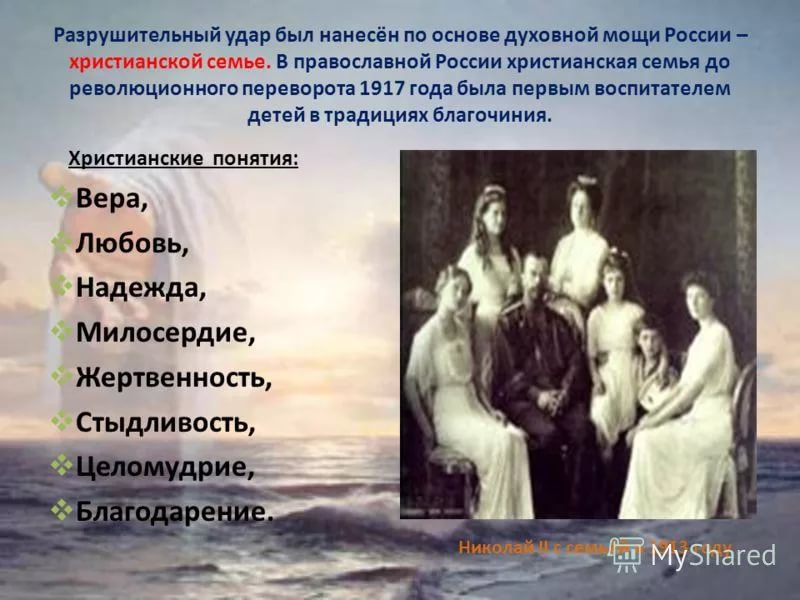 Разрушительный удар был нанесён по основе духовной мощи России –
христианской семье. В православной России христианская семья до
революционного переворота 1917 года была первым воспитателем
детей в традициях благочиния.
Христианские понятия:
Вера,
Любовь,
Надежда,
Милосердие,
Жертвенность,
Стыдливость,
Целомудрие,
Благодарение.
Николай II с семьёй в 1913 году
MyShared